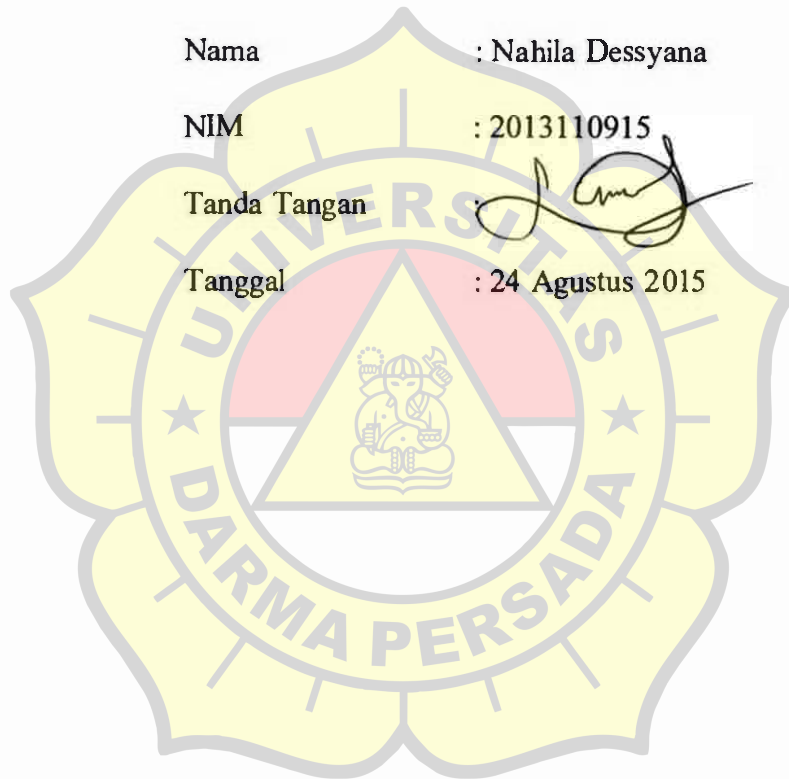 Nama : Nahila Dessyana
NIM : 2013110915
Tanda Tangan :
Tanggal : 24 Agustus 2015
UNIVERSITAS
DARMA PERSADA